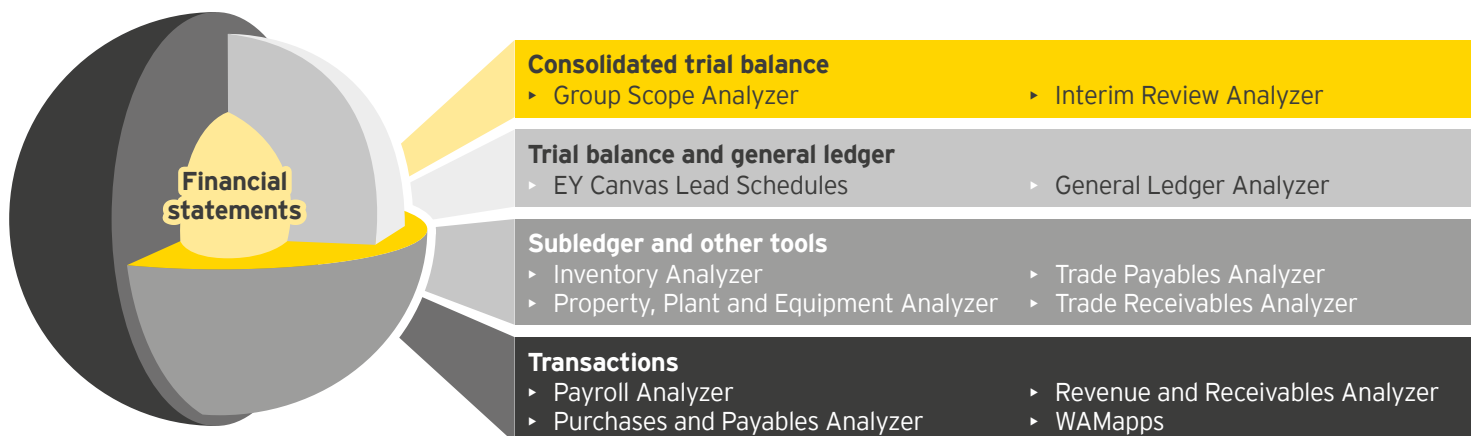 Financial
statements
Consolidated trial balance
‣ Group Scope Analyzer
‣ Interim Review Analyzer
Trial balance and general ledger
‣ EY Canvas Lead Schedules
‣ General Ledger Analyzer
Subledger and other tools
‣ Inventory Analyzer
‣ Trade Payables Analyzer
‣ Property, Plant and Equipment Analyzer
‣ Trade Receivables Analyzer
Transactions
‣ Payroll Analyzer
‣ Revenue and Receivables Analyzer
‣ Purchases and Payables Analyzer
‣ WAMapps